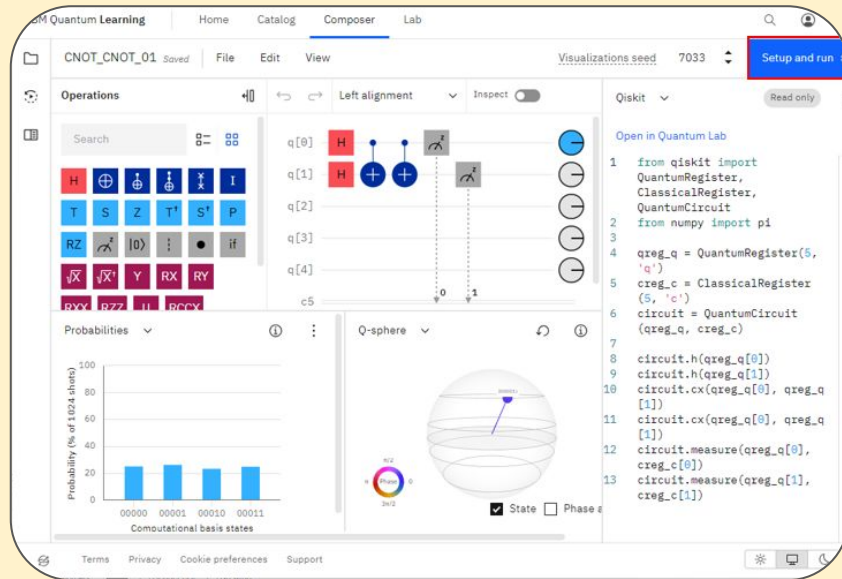 BM Quantum Learning Home Catalog Composer Lab
CNOT_CNOT_01 Saved File Edit View Visualizations seed 7033 Setup and run
Operations
Left alignment Inspect
Search
H I
T S Z T† S† P
RZ z |0⟩ if
√X √X† Y RX RY
RXX RZZ U RCCX
q[0] H z
q[1] H z
q[2]
q[3]
q[4]
c5 0 1
Qiskit Read only
Open in Quantum Lab
1 from qiskit import
QuantumRegister,
ClassicalRegister,
QuantumCircuit
2 from numpy import pi
3
4 qreg_q = QuantumRegister(5,
'q')
5 creg_c = ClassicalRegister
(5, 'c')
6 circuit = QuantumCircuit
(qreg_q, creg_c)
7
8 circuit.h(qreg_q[0])
9 circuit.h(qreg_q[1])
10 circuit.cx(qreg_q[0], qreg_q
[1])
11 circuit.cx(qreg_q[0], qreg_q
[1])
12 circuit.measure(qreg_q[0],
creg_c[0])
13 circuit.measure(qreg_q[1],
creg_c[1])
Probabilities
Probability (% of 1024 shots)
100
80
60
40
20
0
00000 00001 00010 00011
Computational basis states
Q-sphere
π/2
π Phase 0
3π/2
State Phase a
Terms Privacy Cookie preferences Support